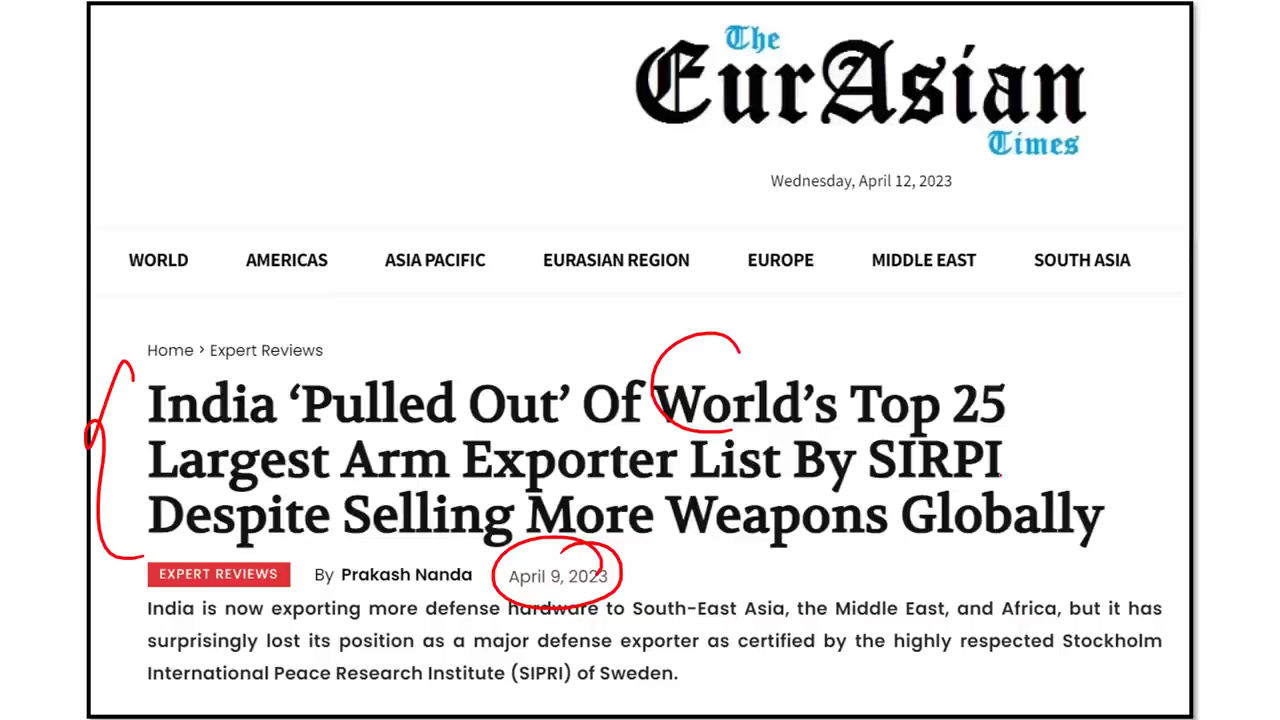 The
EurAsian
Times
Wednesday, April 12, 2023
WORLD AMERICAS ASIA PACIFIC EURASIAN REGION EUROPE MIDDLE EAST SOUTH ASIA
Home > Expert Reviews
India ‘Pulled Out’ Of World’s Top 25
Largest Arm Exporter List By SIRPI
Despite Selling More Weapons Globally
EXPERT REVIEWS By Prakash Nanda April 9, 2023
India is now exporting more defense hardware to South-East Asia, the Middle East, and Africa, but it has
surprisingly lost its position as a major defense exporter as certified by the highly respected Stockholm
International Peace Research Institute (SIPRI) of Sweden.